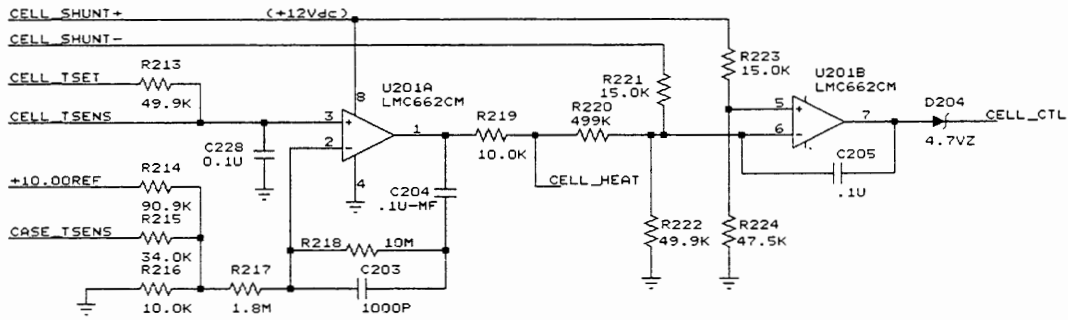 CELL_SHUNT+ (+12Vdc)
CELL_SHUNT-
R213
CELL_TSET
49.9K
CELL_TSENS
C228
0.1U
8
U201A
LMC662CM
3
+
2
-
1
4
R219
10.0K
R221
15.0K
R220
499K
R223
15.0K
U201B
LMC662CM
5
+
6
-
7
D204
CELL_CTL
4.7VZ
C205
.1U
R214
+10.00REF
90.9K
R215
CASE_TSENS
34.0K
R216
10.0K
R217
1.8M
C204
.1U-MF
CELL_HEAT
R218
10M
C203
1000P
R222
49.9K
R224
47.5K